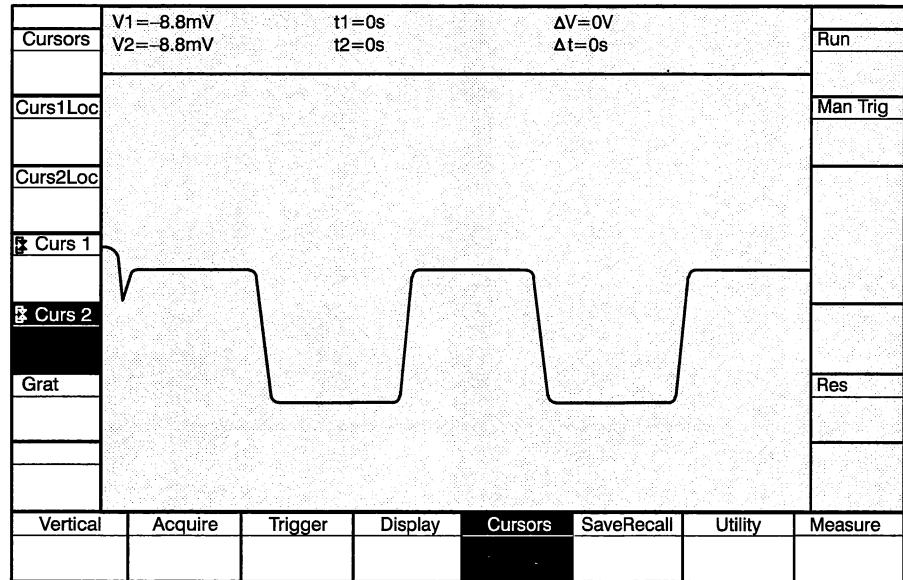 V1=–8.8mV t1=0s ΔV=0V
V2=–8.8mV t2=0s Δt=0s
Cursors
Curs1Loc
Curs2Loc
Curs 1
Curs 2
Grat
Run
Man Trig
Res
Vertical Acquire Trigger Display Cursors SaveRecall Utility Measure